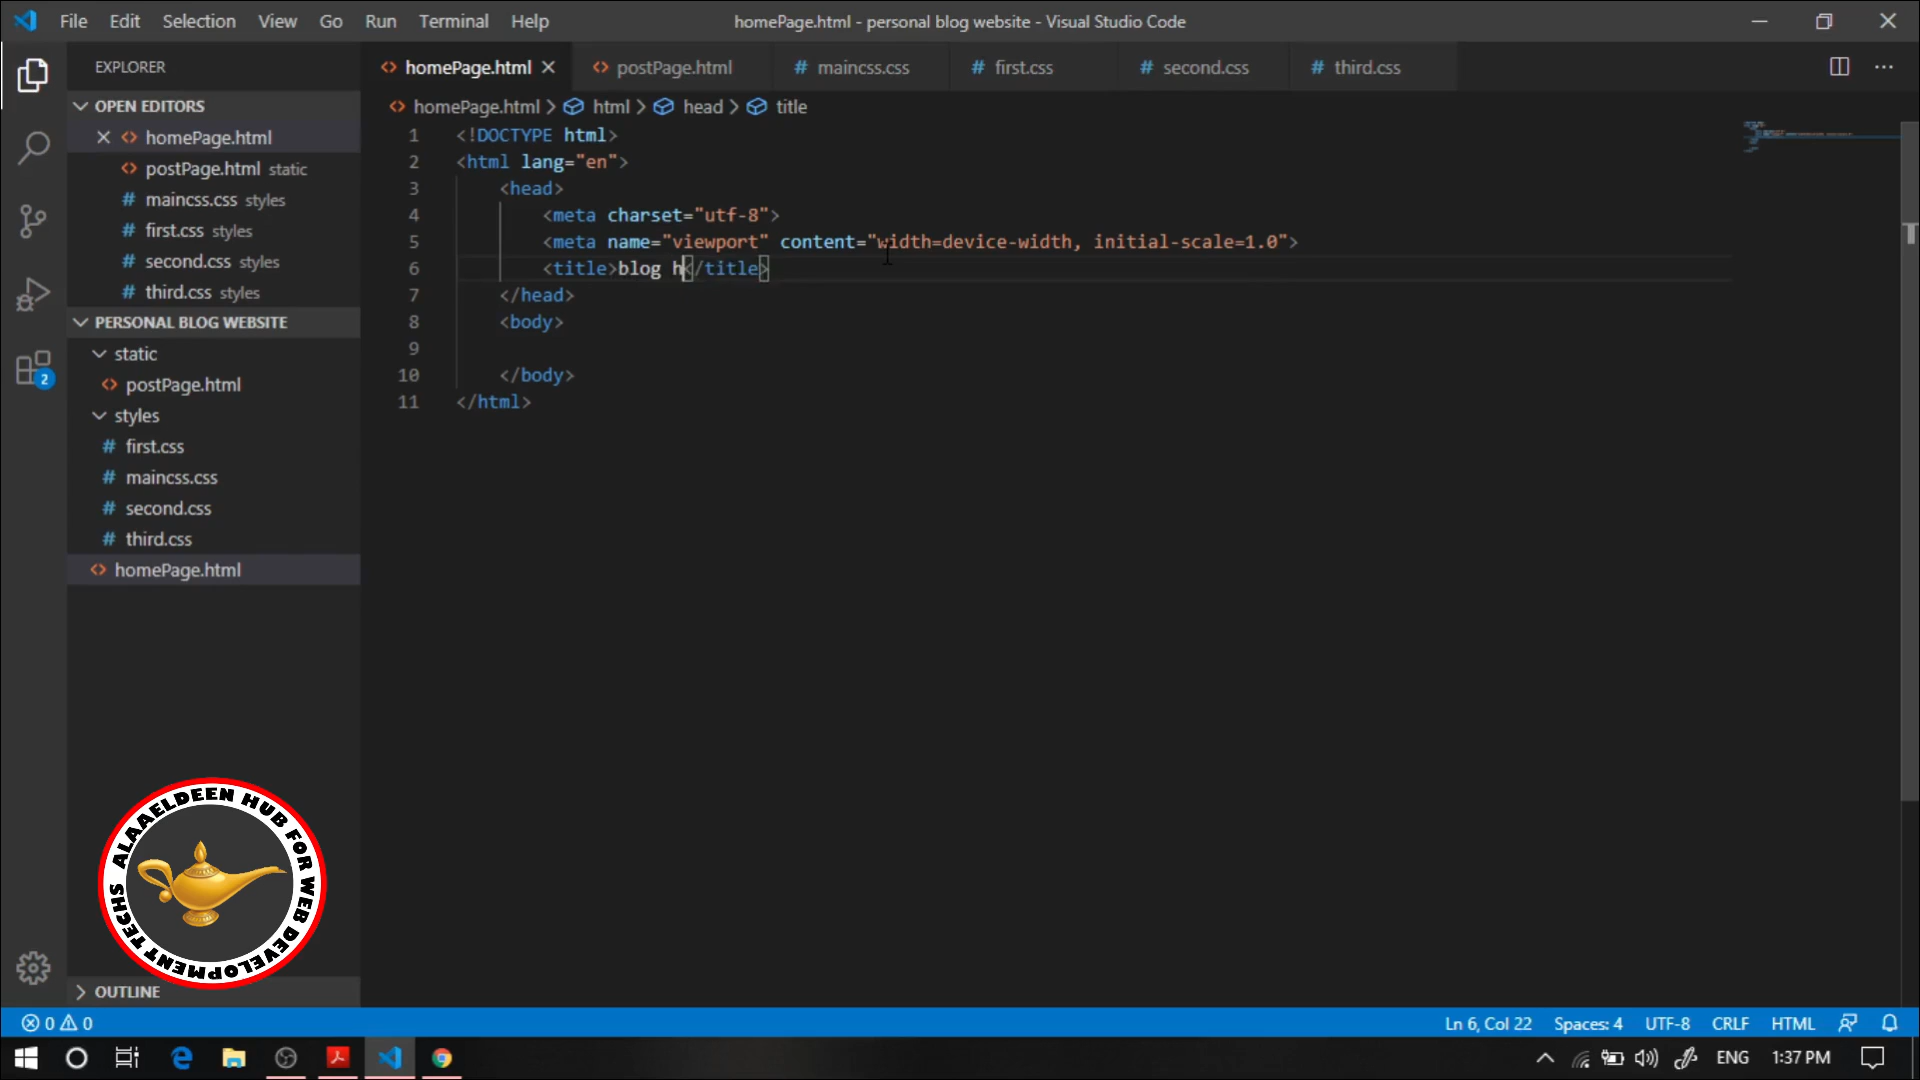 File Edit Selection View Go Run Terminal Help homePage.html - personal blog website - Visual Studio Code
EXPLORER
OPEN EDITORS
homePage.html
postPage.html static
maincss.css styles
first.css styles
second.css styles
third.css styles
PERSONAL BLOG WEBSITE
static
postPage.html
styles
first.css
maincss.css
second.css
third.css
homePage.html
OUTLINE
homePage.html postPage.html maincss.css first.css second.css third.css
homePage.html > html > head > title
1 <!DOCTYPE html>
2 <html lang="en">
3 <head>
4 <meta charset="utf-8">
5 <meta name="viewport" content="width=device-width, initial-scale=1.0">
6 <title>blog h</title>
7 </head>
8 <body>
9
10 </body>
11 </html>
2
ALAAELDEEN HUB FOR WEB DEVELOPMENT TECHS
0 0 Ln 6, Col 22 Spaces: 4 UTF-8 CRLF HTML
ENG 1:37 PM